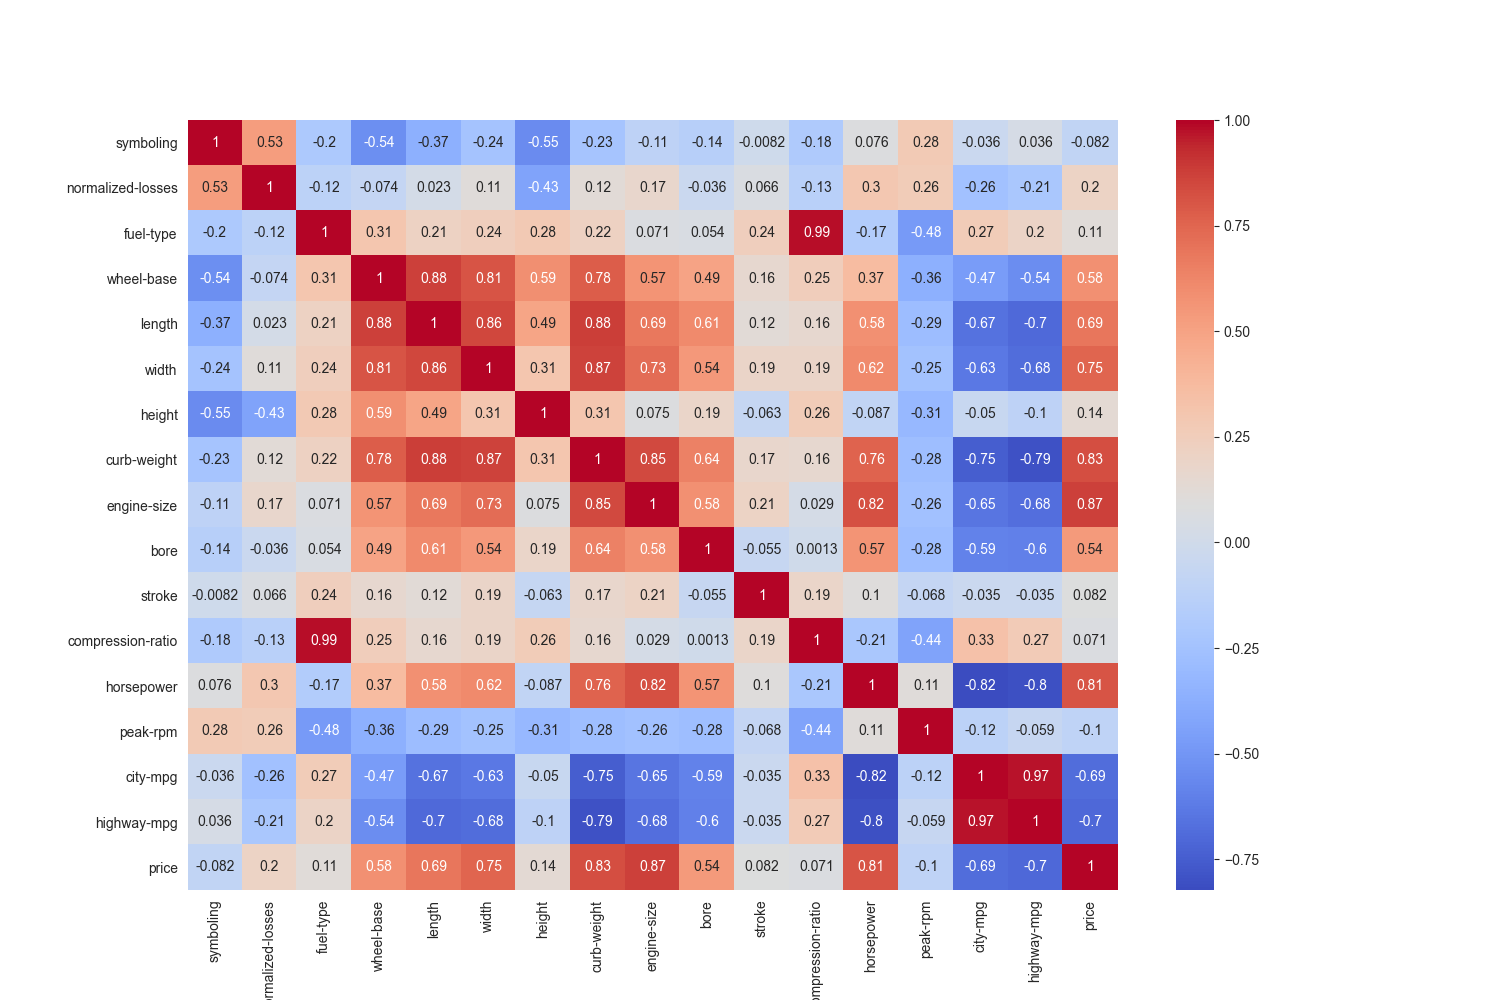 symboling 1 0.53 -0.2 -0.54 -0.37 -0.24 -0.55 -0.23 -0.11 -0.14 -0.0082 -0.18 0.076 0.28 -0.036 0.036 -0.082
normalized-losses 0.53 1 -0.12 -0.074 0.023 0.11 -0.43 0.12 0.17 -0.036 0.066 -0.13 0.3 0.26 -0.26 -0.21 0.2
fuel-type -0.2 -0.12 1 0.31 0.21 0.24 0.28 0.22 0.071 0.054 0.24 0.99 -0.17 -0.48 0.27 0.2 0.11
wheel-base -0.54 -0.074 0.31 1 0.88 0.81 0.59 0.78 0.57 0.49 0.16 0.25 0.37 -0.36 -0.47 -0.54 0.58
length -0.37 0.023 0.21 0.88 1 0.86 0.49 0.88 0.69 0.61 0.12 0.16 0.58 -0.29 -0.67 -0.7 0.69
width -0.24 0.11 0.24 0.81 0.86 1 0.31 0.87 0.73 0.54 0.19 0.19 0.62 -0.25 -0.63 -0.68 0.75
height -0.55 -0.43 0.28 0.59 0.49 0.31 1 0.31 0.075 0.19 -0.063 0.26 -0.087 -0.31 -0.05 -0.1 0.14
curb-weight -0.23 0.12 0.22 0.78 0.88 0.87 0.31 1 0.85 0.64 0.17 0.16 0.76 -0.28 -0.75 -0.79 0.83
engine-size -0.11 0.17 0.071 0.57 0.69 0.73 0.075 0.85 1 0.58 0.21 0.029 0.82 -0.26 -0.65 -0.68 0.87
bore -0.14 -0.036 0.054 0.49 0.61 0.54 0.19 0.64 0.58 1 -0.055 0.0013 0.57 -0.28 -0.59 -0.6 0.54
stroke -0.0082 0.066 0.24 0.16 0.12 0.19 -0.063 0.17 0.21 -0.055 1 0.19 0.1 -0.068 -0.035 -0.035 0.082
compression-ratio -0.18 -0.13 0.99 0.25 0.16 0.19 0.26 0.16 0.029 0.0013 0.19 1 -0.21 -0.44 0.33 0.27 0.071
horsepower 0.076 0.3 -0.17 0.37 0.58 0.62 -0.087 0.76 0.82 0.57 0.1 -0.21 1 0.11 -0.82 -0.8 0.81
peak-rpm 0.28 0.26 -0.48 -0.36 -0.29 -0.25 -0.31 -0.28 -0.26 -0.28 -0.068 -0.44 0.11 1 -0.12 -0.059 -0.1
city-mpg -0.036 -0.26 0.27 -0.47 -0.67 -0.63 -0.05 -0.75 -0.65 -0.59 -0.035 0.33 -0.82 -0.12 1 0.97 -0.69
highway-mpg 0.036 -0.21 0.2 -0.54 -0.7 -0.68 -0.1 -0.79 -0.68 -0.6 -0.035 0.27 -0.8 -0.059 0.97 1 -0.7
price -0.082 0.2 0.11 0.58 0.69 0.75 0.14 0.83 0.87 0.54 0.082 0.071 0.81 -0.1 -0.69 -0.7 1
symboling
ormalized-losses
fuel-type
wheel-base
length
width
height
curb-weight
engine-size
bore
stroke
ompression-ratio
horsepower
peak-rpm
city-mpg
highway-mpg
price
1.00
0.75
0.50
0.25
0.00
−0.25
−0.50
−0.75